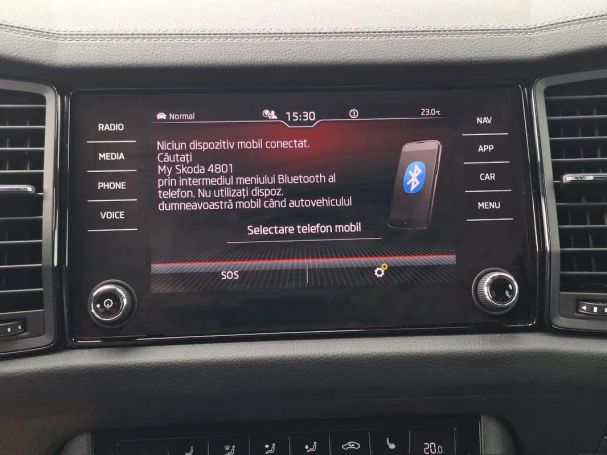 Normal
15:30
3
23.0°C
RADIO
MEDIA
PHONE
VOICE
Niciun dispozitiv mobil conectat.
Căutați
My Skoda 4801
prin intermediul meniului Bluetooth al
telefon. Nu utilizați dispoz.
dumneavoastră mobil când autovehiculul
Selectare telefon mobil
SOS
NAV
APP
CAR
MENU
20.0